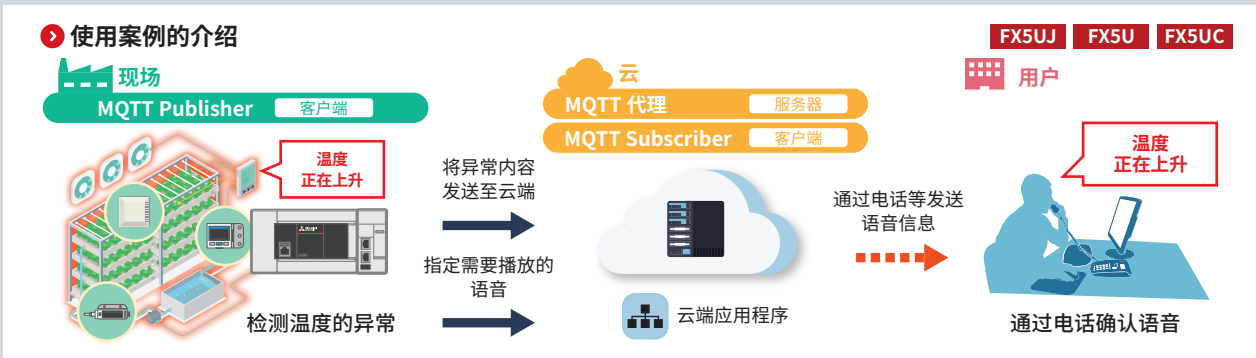 使用案例的介绍
FX5UJ FX5U FX5UC
现场
MQTT Publisher 客户端
温度
正在上升
检测温度的异常
将异常内容
发送至云端
指定需要播放的
语音
云
MQTT 代理 服务器
MQTT Subscriber 客户端
云端应用程序
通过电话等发送
语音信息
用户
温度
正在上升
通过电话确认语音